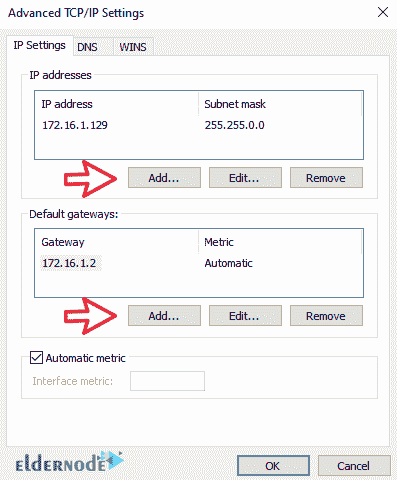 Advanced TCP/IP Settings
IP Settings DNS WINS
IP addresses
IP address Subnet mask
172.16.1.129 255.255.0.0
Add... Edit... Remove
Default gateways:
Gateway Metric
172.16.1.2 Automatic
Add... Edit... Remove
Automatic metric
Interface metric:
eldernode
OK Cancel